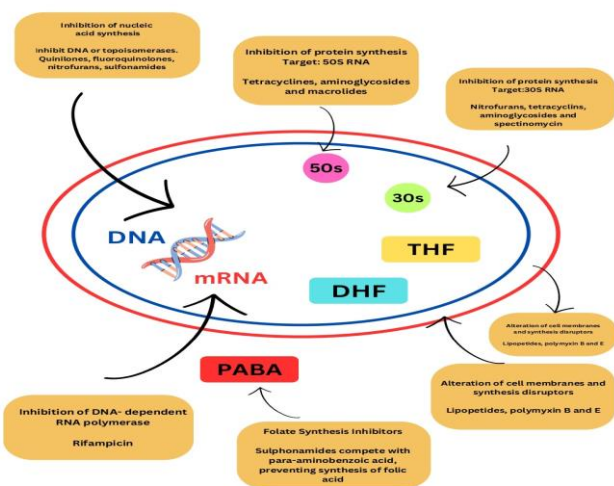 Inhibition of nucleic
acid synthesis
Inhibit DNA or topoisomerases.
Quinilones, fluoroquinolones,
nitrofurans, sulfonamides
Inhibition of protein synthesis
Target: 50S RNA
Tetracyclines, aminoglycosides
and macrolides
Inhibition of protein synthesis
Target:30S RNA
Nitrofurans, tetracyclins,
aminoglycosides and
spectinomycin
50s
30s
DNA
mRNA
THF
DHF
PABA
Alteration of cell membranes
and synthesis disruptors
Lipopetides, polymyxin B and E
Alteration of cell membranes and
synthesis disruptors
Lipopetides, polymyxin B and E
Inhibition of DNA- dependent
RNA polymerase
Rifampicin
Folate Synthesis Inhibitors
Sulphonamides compete with
para-aminobenzoic acid,
preventing synthesis of folic
acid